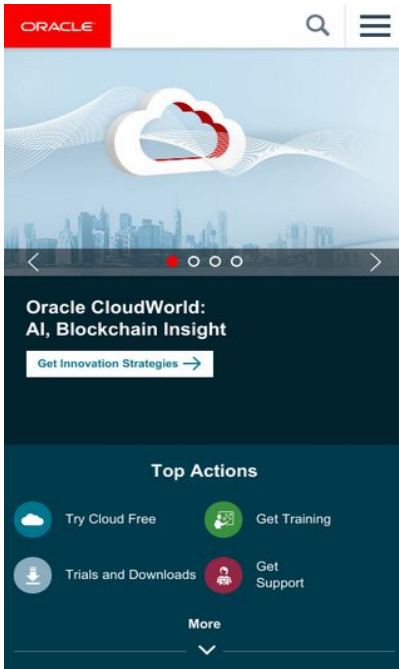 ORACLE
Oracle CloudWorld:
AI, Blockchain Insight
Get Innovation Strategies
Top Actions
Try Cloud Free
Get Training
Trials and Downloads
Get
Support
More